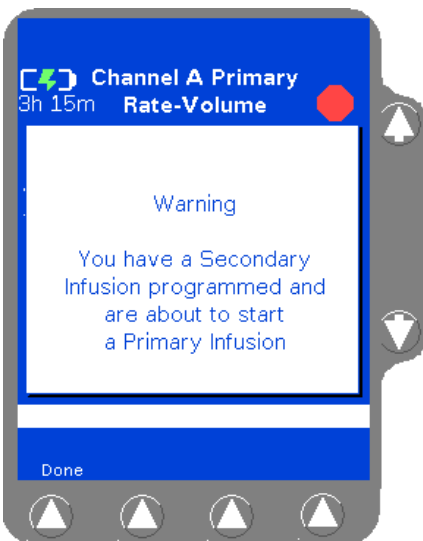 Channel A Primary
3h 15m Rate-Volume
Warning
You have a Secondary
Infusion programmed and
are about to start
a Primary Infusion
Done